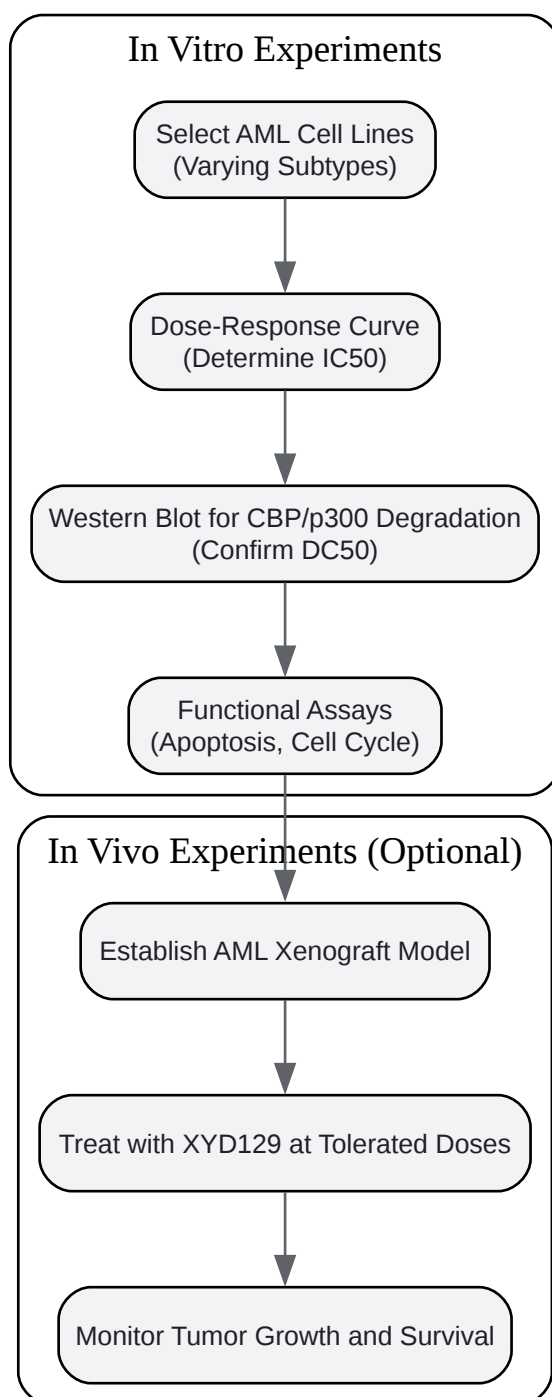 In Vitro Experiments
Select AML Cell Lines
(Varying Subtypes)
Dose-Response Curve
(Determine IC50)
Western Blot for CBP/p300 Degradation
(Confirm DC50)
Functional Assays
(Apoptosis, Cell Cycle)
In Vivo Experiments (Optional)
Establish AML Xenograft Model
Treat with XYD129 at Tolerated Doses
Monitor Tumor Growth and Survival